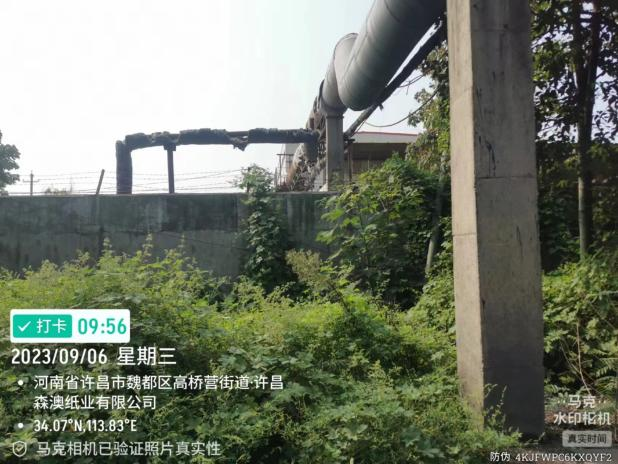 打卡 09:56
2023/09/06 星期三
河南省许昌市魏都区高桥营街道·许昌
森澳纸业有限公司
34.07°N,113.83°E
马克相机已验证照片真实性
马克
水印相机
真实时间
防伪 4KJFWPC6KXQYF2